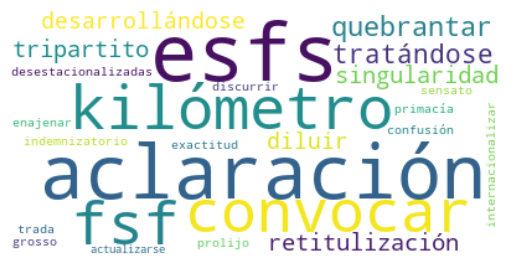 desarrollándose esfs quebrantar
tripartito tratándose
desestacionalizadas discurrir singularidad
kilómetro sensato
enajenar primacía
indemnizatorio diluir confusión
exactitud internacionalizar
aclaración
fsf convocar
trada
grosso prolijo retitulización
actualizarse